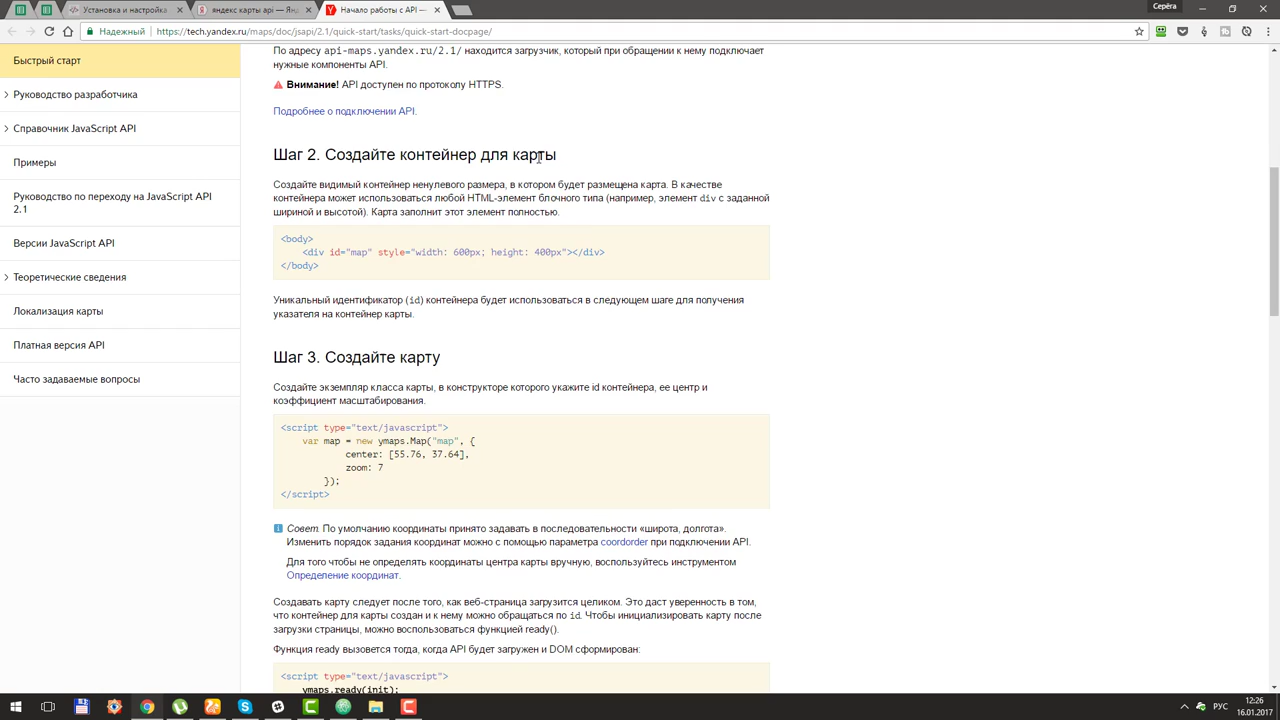 Установка и настройка
яндекс карты api — Янд
Начало работы с API —
Серёга
Надежный
https://tech.yandex.ru/maps/doc/jsapi/2.1/quick-start/tasks/quick-start-docpage/
Быстрый старт
Руководство разработчика
Справочник JavaScript API
Примеры
Руководство по переходу на JavaScript API
2.1
Версии JavaScript API
Теоретические сведения
Локализация карты
Платная версия API
Часто задаваемые вопросы
По адресу api-maps.yandex.ru/2.1/ находится загрузчик, который при обращении к нему подключает
нужные компоненты API.
Внимание! API доступен по протоколу HTTPS.
Подробнее о подключении API.
Шаг 2. Создайте контейнер для карты
Создайте видимый контейнер ненулевого размера, в котором будет размещена карта. В качестве
контейнера может использоваться любой HTML-элемент блочного типа (например, элемент div с заданной
шириной и высотой). Карта заполнит этот элемент полностью.
<body>
<div id="map" style="width: 600px; height: 400px"></div>
</body>
Уникальный идентификатор (id) контейнера будет использоваться в следующем шаге для получения
указателя на контейнер карты.
Шаг 3. Создайте карту
Создайте экземпляр класса карты, в конструкторе которого укажите id контейнера, ее центр и
коэффициент масштабирования.
<script type="text/javascript">
var map = new ymaps.Map("map", {
center: [55.76, 37.64],
zoom: 7
});
</script>
Совет. По умолчанию координаты принято задавать в последовательности «широта, долгота».
Изменить порядок задания координат можно с помощью параметра coordorder при подключении API.
Для того чтобы не определять координаты центра карты вручную, воспользуйтесь инструментом
Определение координат.
Создавать карту следует после того, как веб-страница загрузится целиком. Это даст уверенность в том,
что контейнер для карты создан и к нему можно обращаться по id. Чтобы инициализировать карту после
загрузки страницы, можно воспользоваться функцией ready().
Функция ready вызовется тогда, когда API будет загружен и DOM сформирован:
<script type="text/javascript">
ymaps.ready(init);
РУС
12:26
16.01.2017